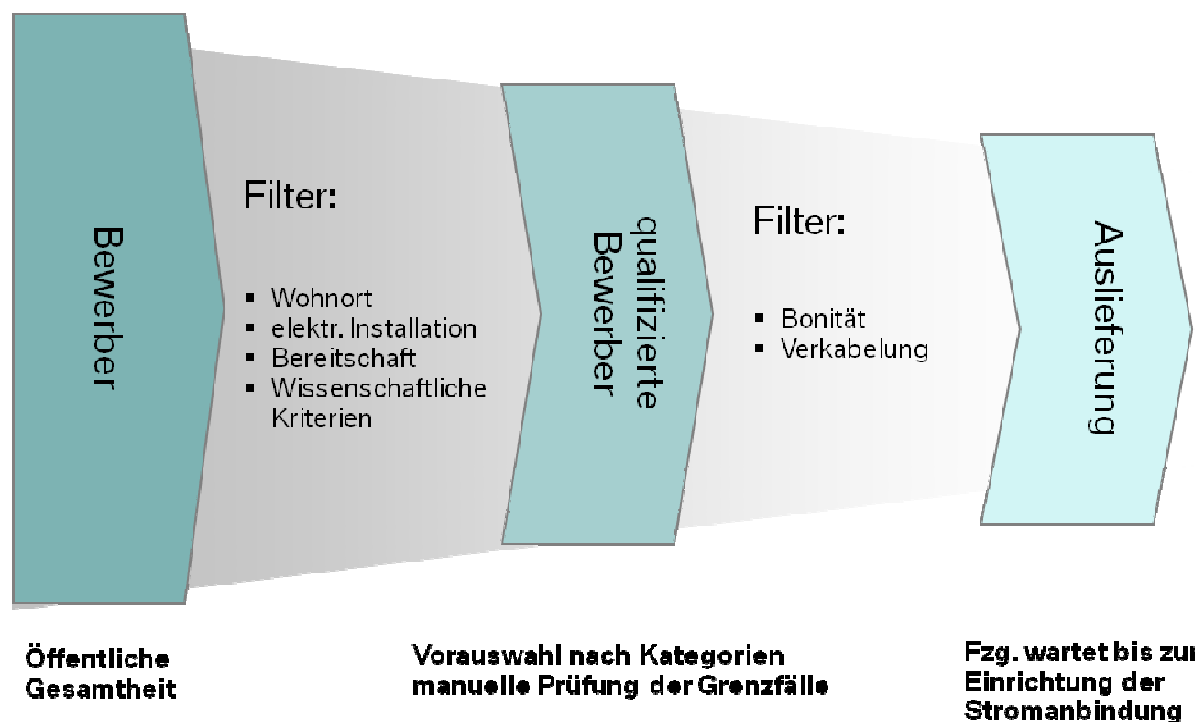 Bewerber
Filter:
▪ Wohnort
▪ elektr. Installation
▪ Bereitschaft
▪ Wissenschaftliche
Kriterien
qualifizierte
Bewerber
Filter:
▪ Bonität
▪ Verkabelung
Auslieferung
Öffentliche
Gesamtheit
Vorauswahl nach Kategorien
manuelle Prüfung der Grenzfälle
Fzg. wartet bis zur
Einrichtung der
Stromanbindung